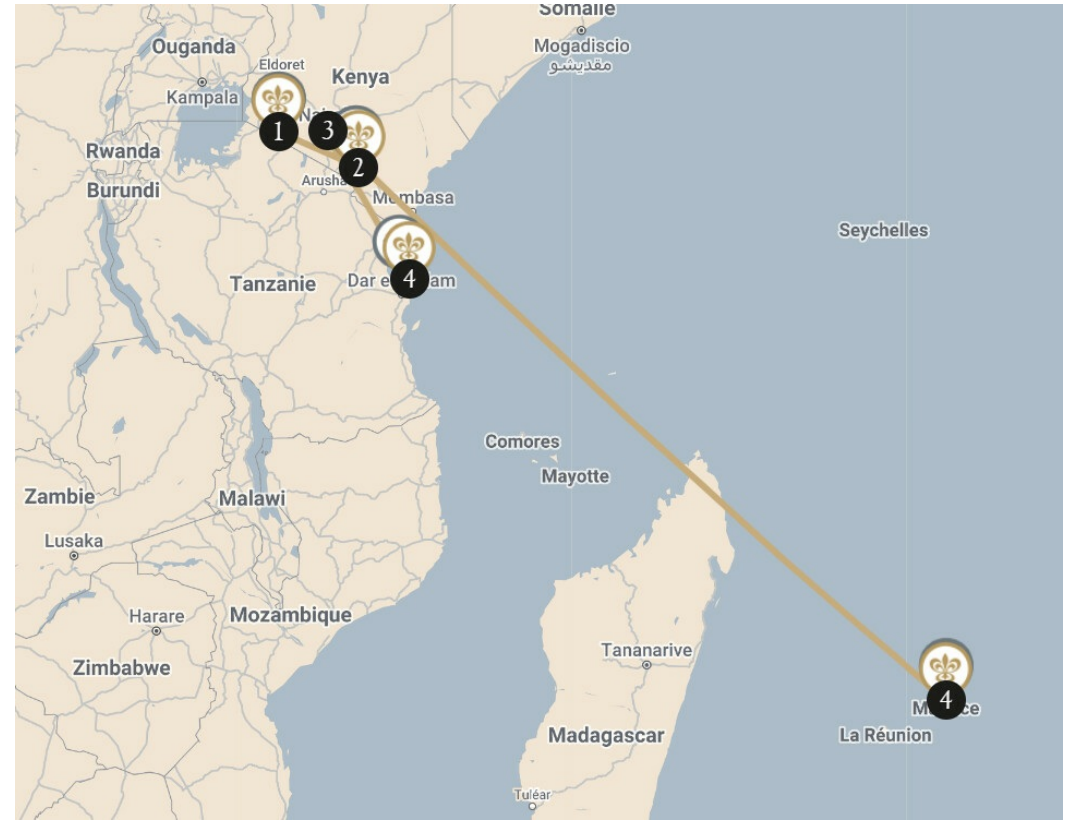 Somalie
Ouganda
Mogadiscio
مقديشو
Eldoret
Kenya
Kampala
1
3
2
Rwanda
Arusha
Burundi
Mombasa
Seychelles
Tanzanie
4
Comores
Mayotte
Zambie
Malawi
Lusaka
Harare
Mozambique
Tananarive
Zimbabwe
4
La Réunion
Madagascar
Tuléar